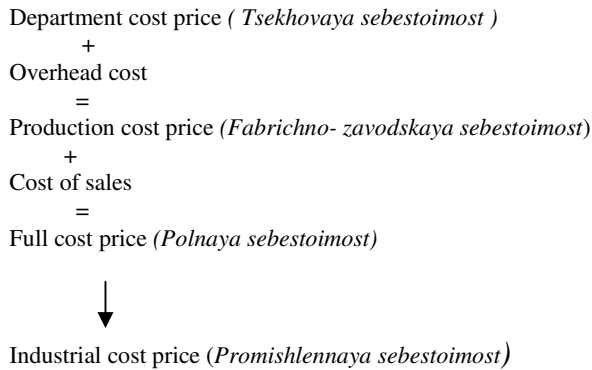 Department cost price ( Tsekhovaya sebestoimost )
+
Overhead cost
=
Production cost price (Fabrichno- zavodskaya sebestoimost)
+
Cost of sales
=
Full cost price (Polnaya sebestoimost)
Industrial cost price (Promishlennaya sebestoimost)